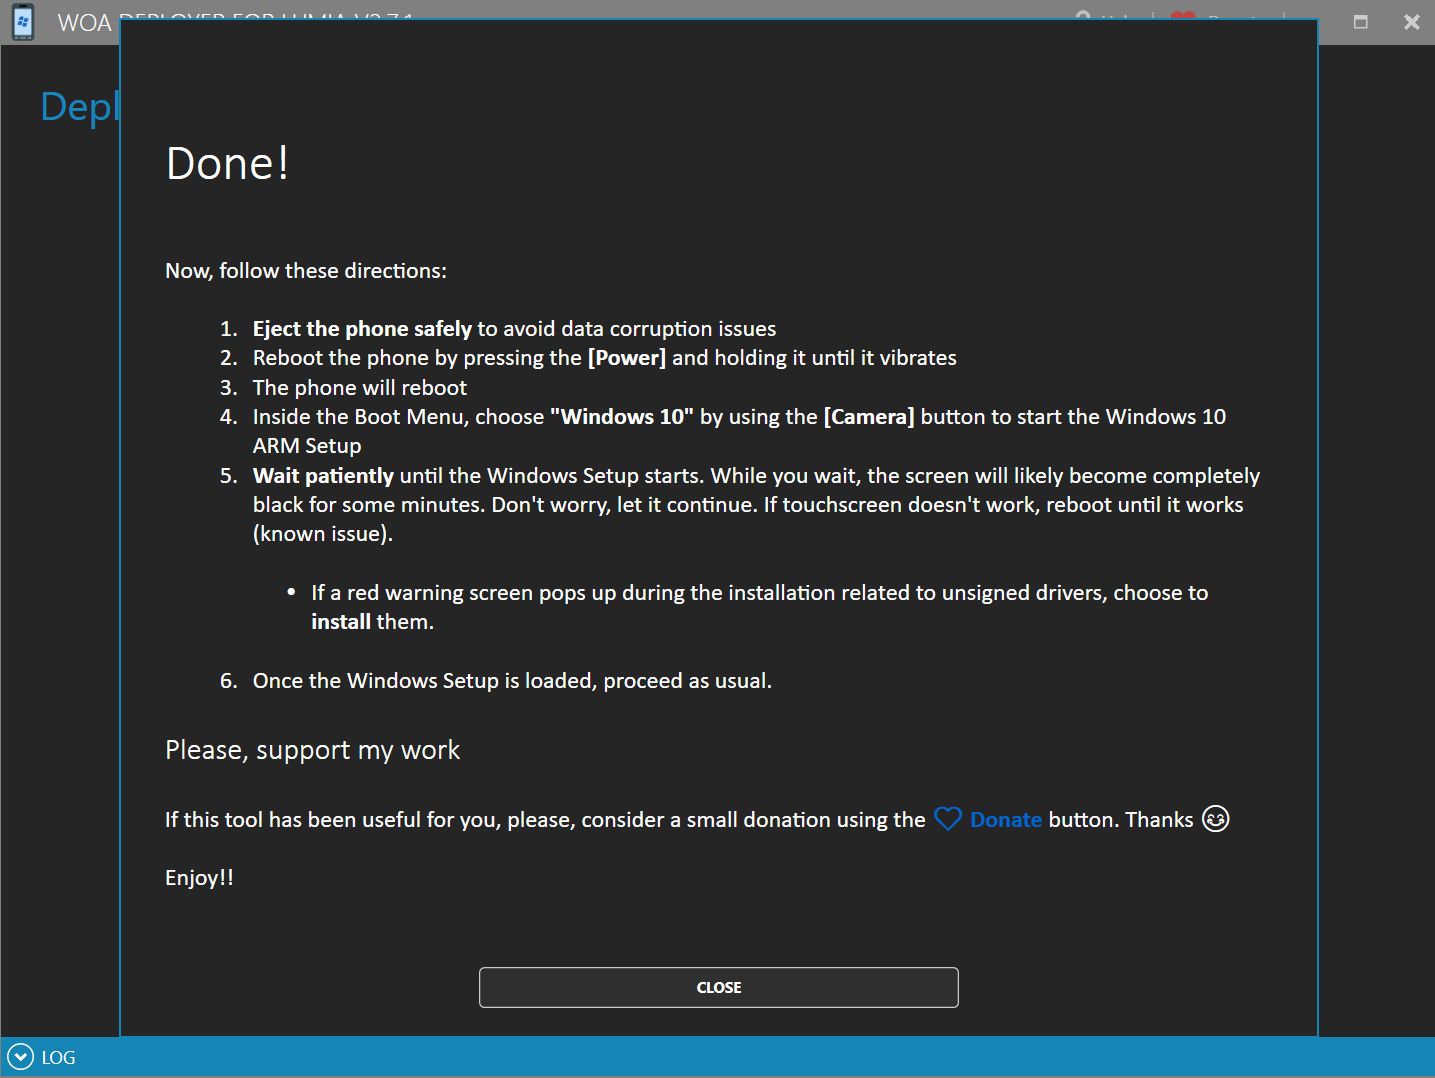 WOA
Depl
Done!
Now, follow these directions:
1. Eject the phone safely to avoid data corruption issues
2. Reboot the phone by pressing the [Power] and holding it until it vibrates
3. The phone will reboot
4. Inside the Boot Menu, choose "Windows 10" by using the [Camera] button to start the Windows 10
ARM Setup
5. Wait patiently until the Windows Setup starts. While you wait, the screen will likely become completely
black for some minutes. Don't worry, let it continue. If touchscreen doesn't work, reboot until it works
(known issue).
• If a red warning screen pops up during the installation related to unsigned drivers, choose to
install them.
6. Once the Windows Setup is loaded, proceed as usual.
Please, support my work
If this tool has been useful for you, please, consider a small donation using the Donate button. Thanks
Enjoy!!
CLOSE
LOG